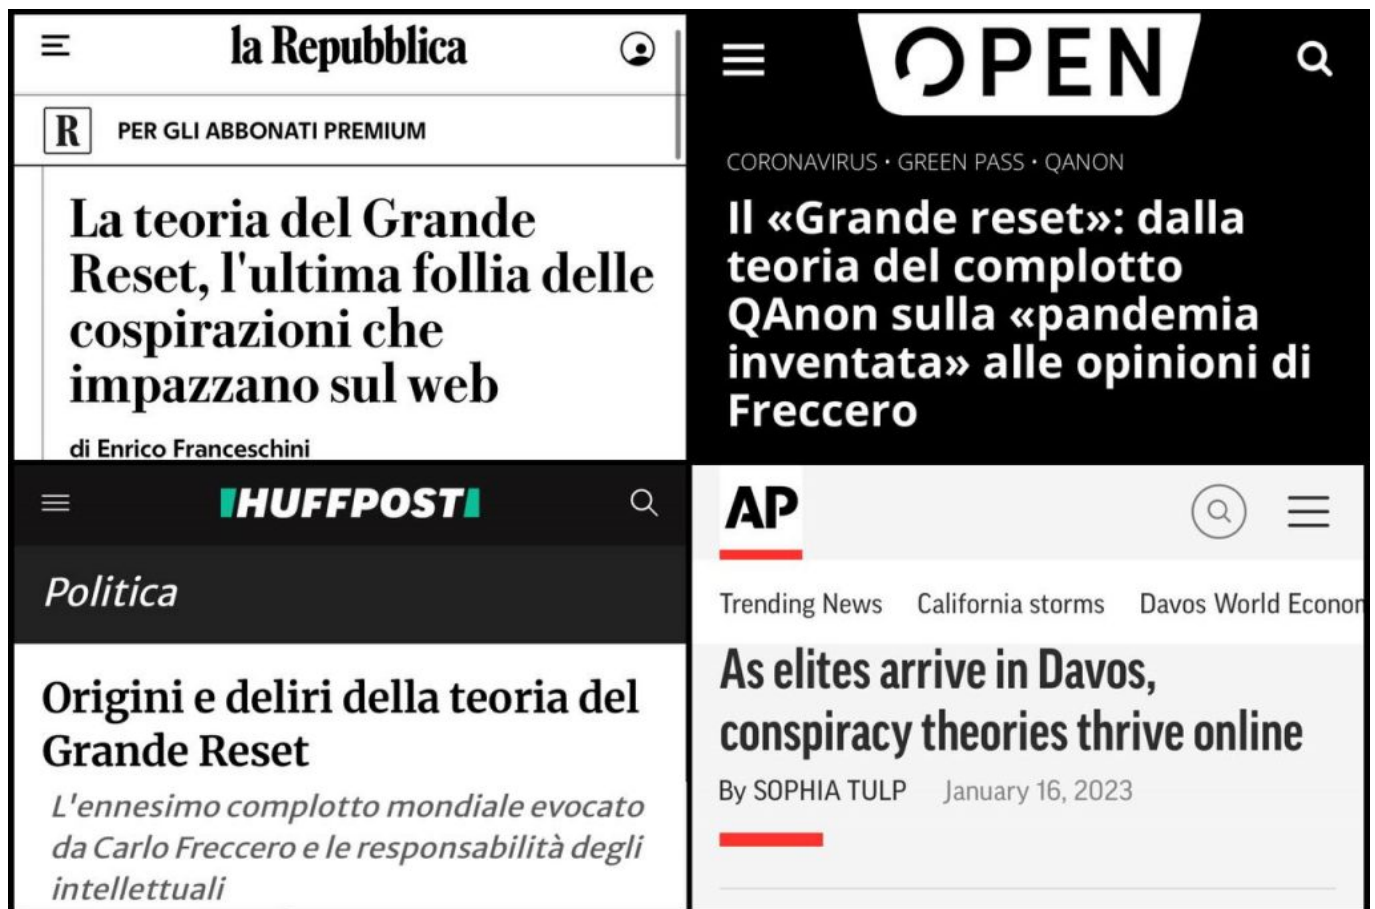 la Repubblica
R PER GLI ABBONATI PREMIUM
La teoria del Grande
Reset, l'ultima follia delle
cospirazioni che
impazzano sul web
di Enrico Franceschini
OPEN
CORONAVIRUS • GREEN PASS • QANON
Il «Grande reset»: dalla
teoria del complotto
QAnon sulla «pandemia
inventata» alle opinioni di
Freccero
HUFFPOST
Politica
Origini e deliri della teoria del
Grande Reset
L'ennesimo complotto mondiale evocato
da Carlo Freccero e le responsabilità degli
intellettuali
AP
Trending News California storms Davos World Econor
As elites arrive in Davos,
conspiracy theories thrive online
By SOPHIA TULP January 16, 2023